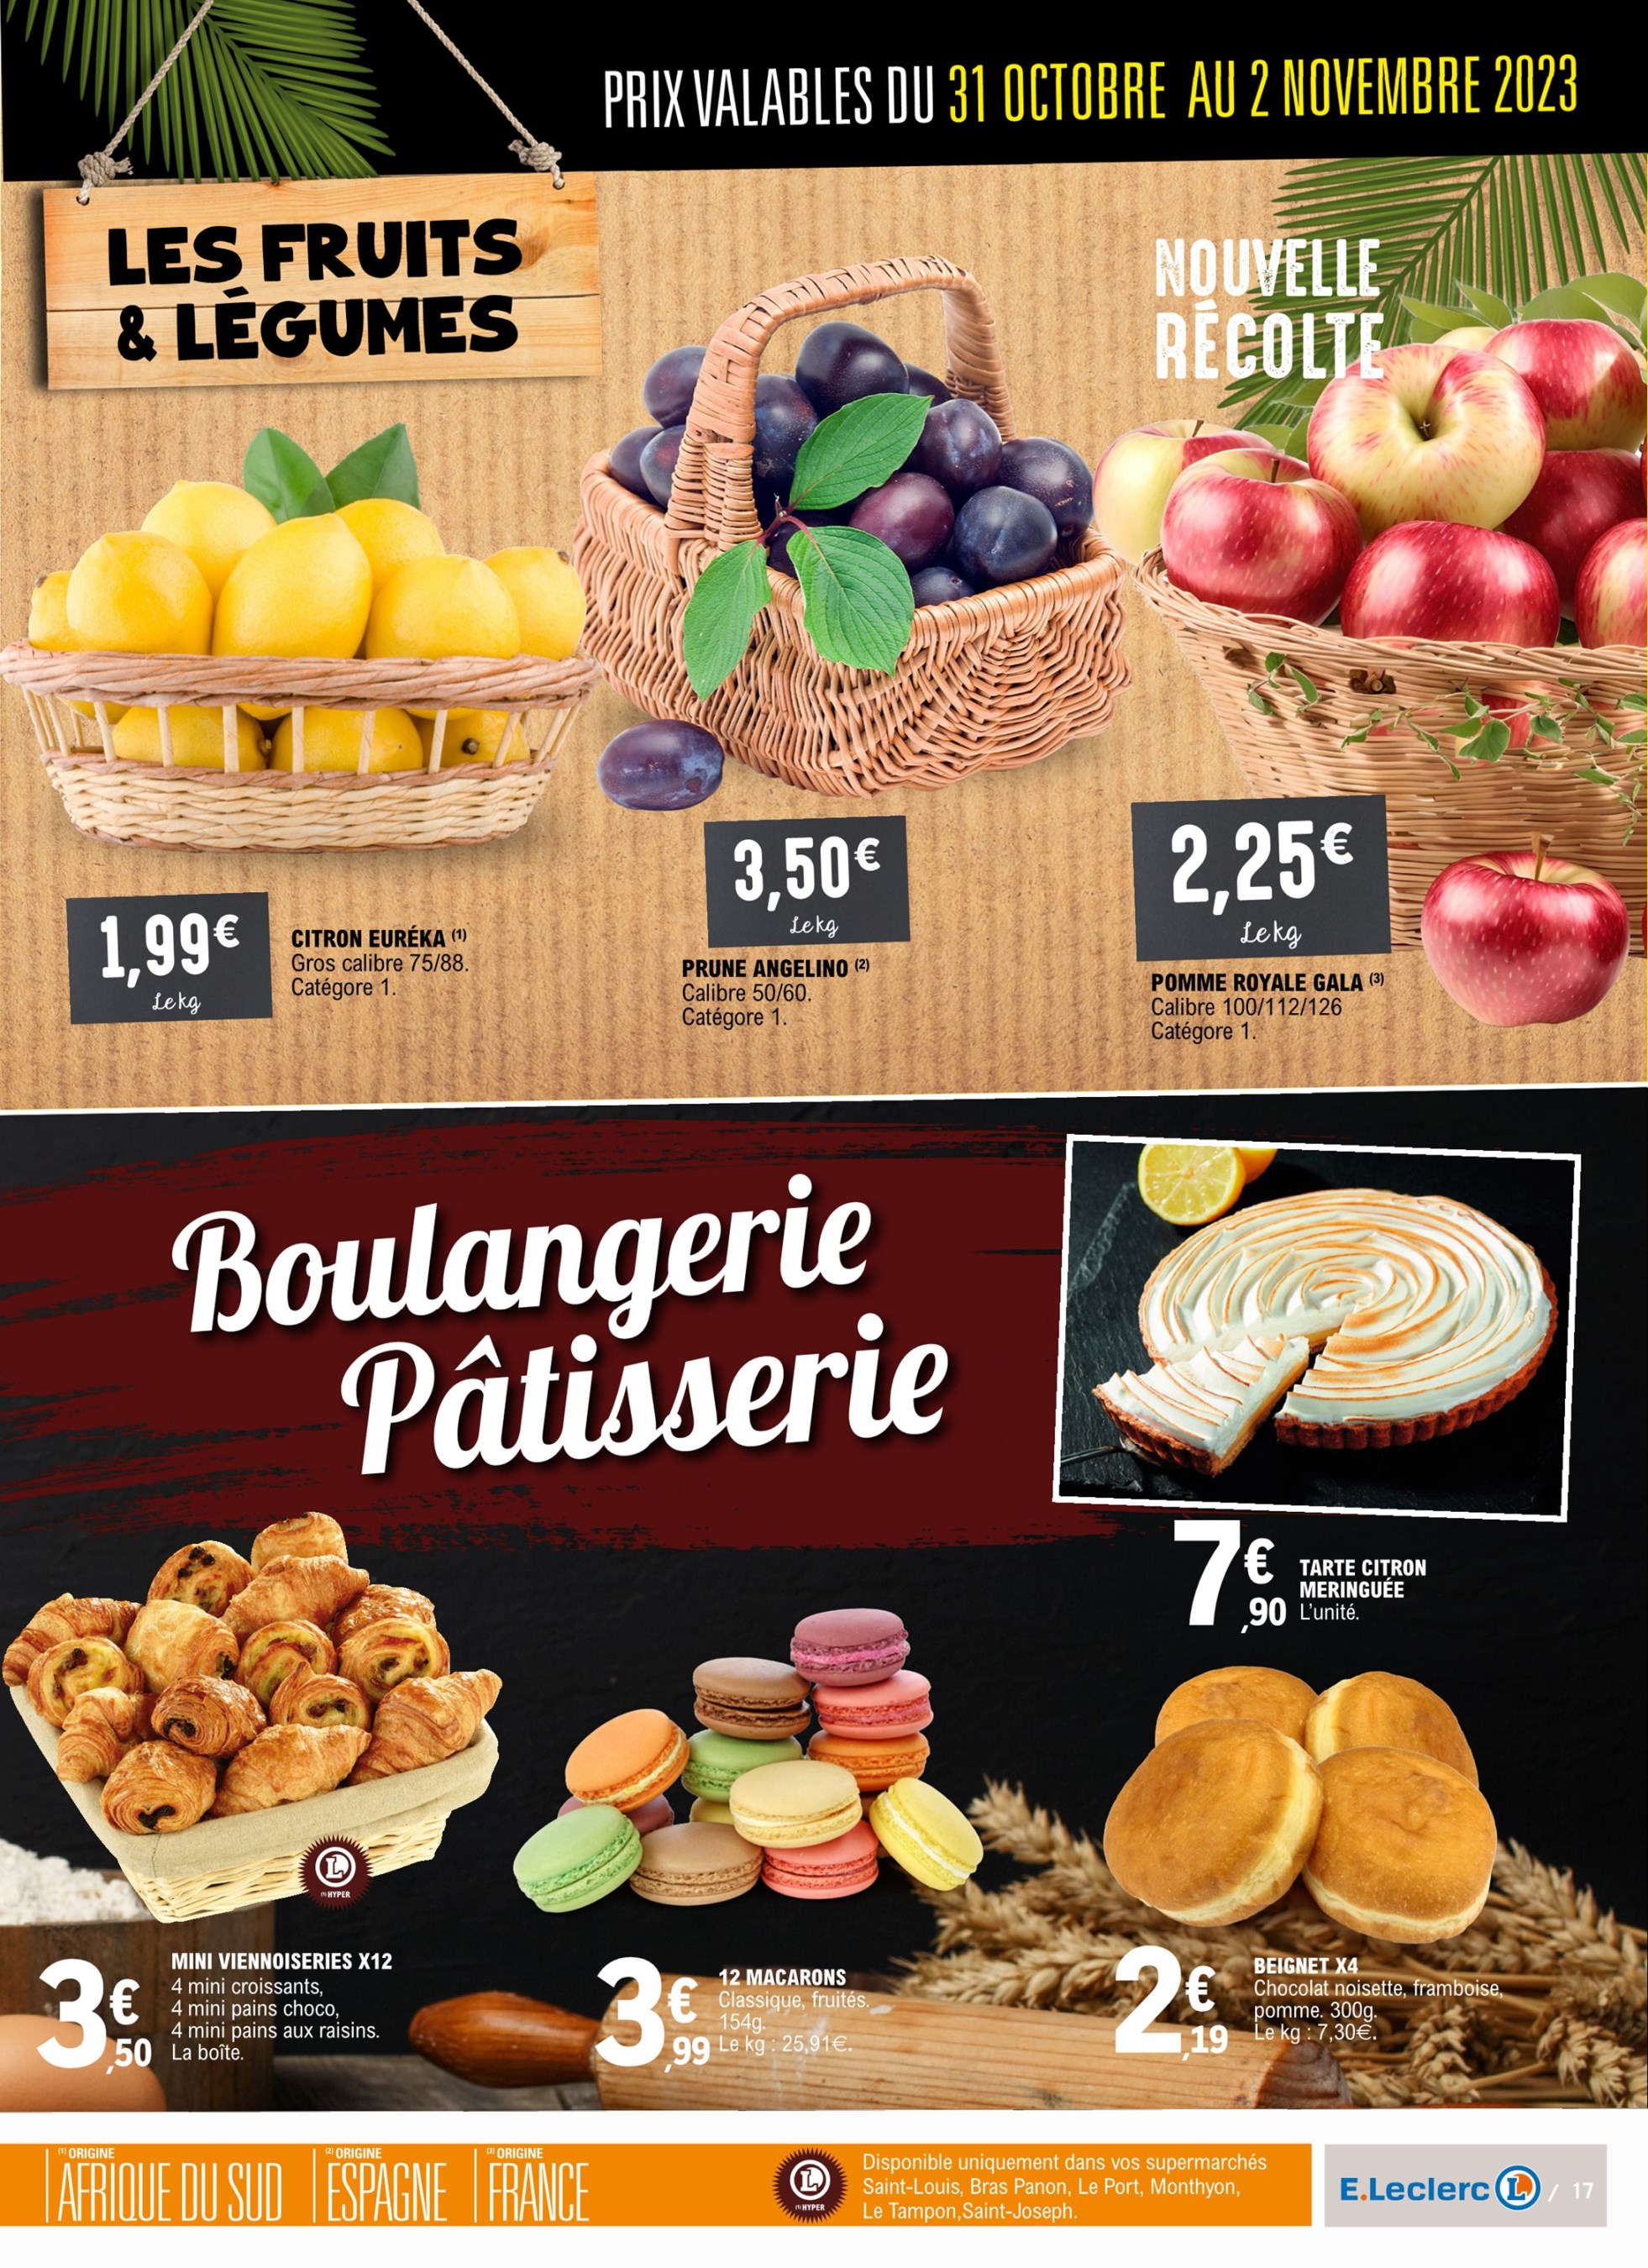 PRIX VALABLES DU 31 OCTOBRE AU 2 NOVEMBRE 2023
LES FRUITS
& LÉGUMES
NOUVELLE
RÉCOLTE
1,99€
Le kg
CITRON EURÉKA (1)
Gros calibre 75/88.
Catégore 1.
3,50€
Le kg
PRUNE ANGELINO (2)
Calibre 50/60.
Catégore 1.
2,25€
Le kg
POMME ROYALE GALA (3)
Calibre 100/112/126
Catégore 1.
Boulangerie
Pâtisserie
7€,90
TARTE CITRON
MERINGUÉE
L'unité.
L
(1) HYPER
3€,50
MINI VIENNOISERIES X12
4 mini croissants,
4 mini pains choco,
4 mini pains aux raisins.
La boîte.
3€,99
12 MACARONS
Classique, fruités.
154g.
Le kg : 25,91€.
2€,19
BEIGNET X4
Chocolat noisette, framboise,
pomme. 300g.
Le kg : 7,30€.
(1) ORIGINE
AFRIQUE DU SUD
(2) ORIGINE
ESPAGNE
(3) ORIGINE
FRANCE
L
(1) HYPER
Disponible uniquement dans vos supermarchés
Saint-Louis, Bras Panon, Le Port, Monthyon,
Le Tampon,Saint-Joseph.
E.Leclerc L / 17